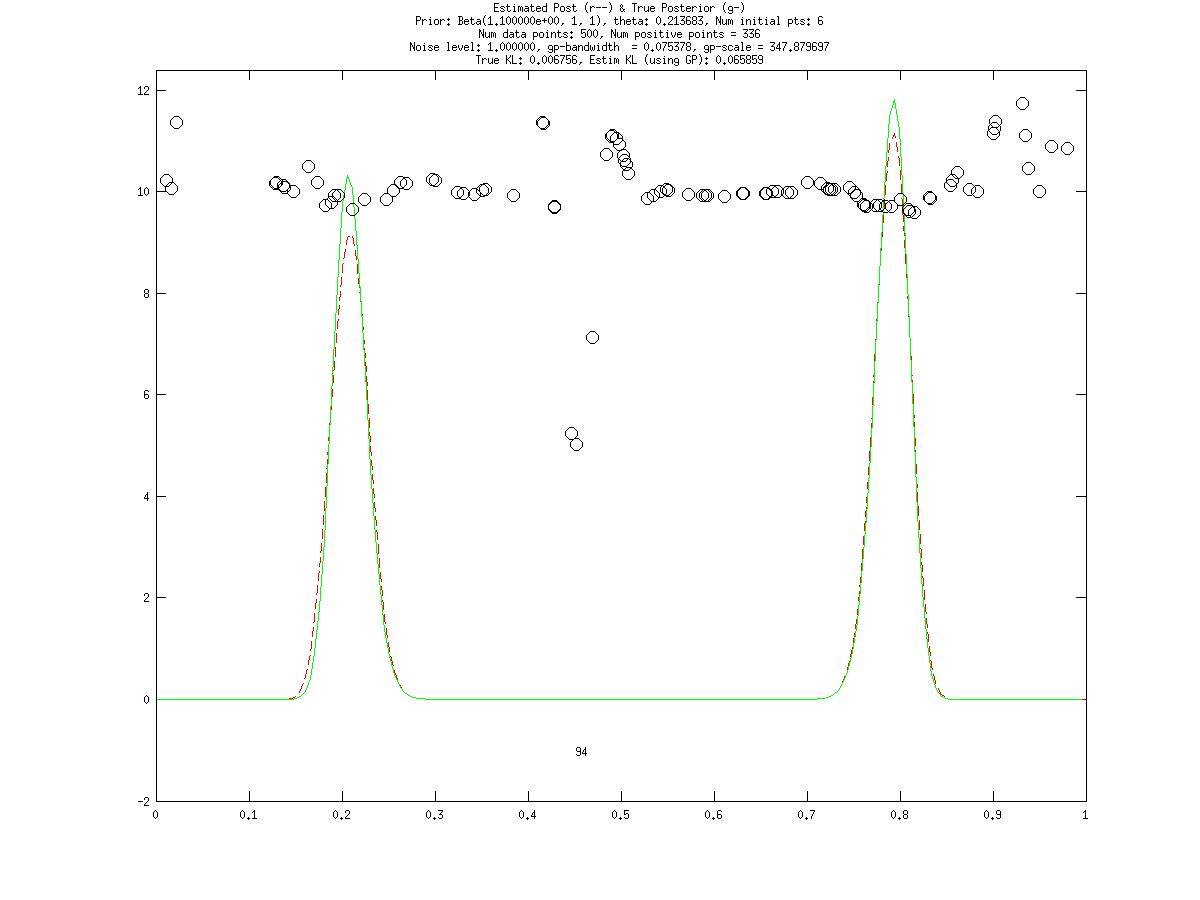 Estimated Post (r--) & True Posterior (g-)
Prior: Beta(1.100000e+00, 1, 1), theta: 0.213683, Num initial pts: 6
Num data points: 500, Num positive points = 336
Noise level: 1.000000, gp-bandwidth  = 0.075378, gp-scale = 347.879697
True KL: 0.006756, Estim KL (using GP): 0.065859
12
10
8
6
4
2
0
94
-2
0 0.1 0.2 0.3 0.4 0.5 0.6 0.7 0.8 0.9 1